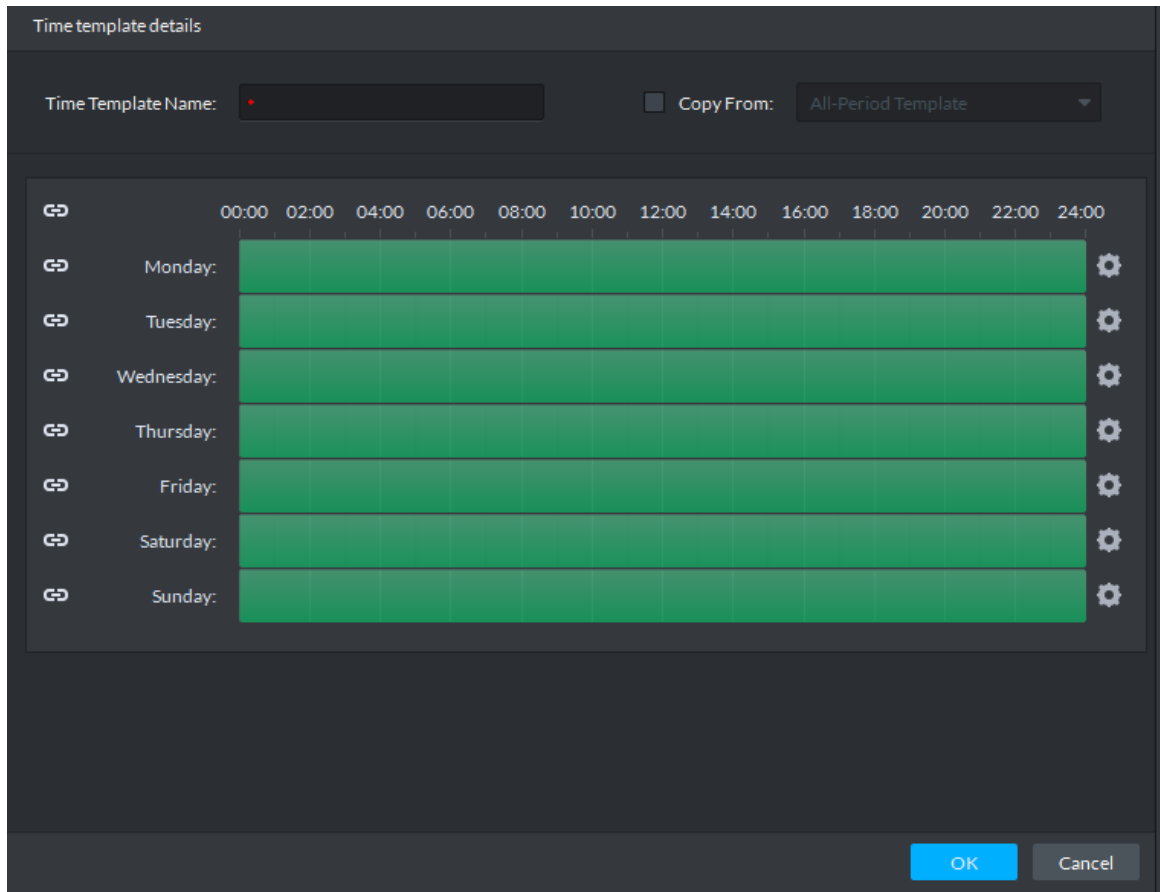 Time template details
Time Template Name: Copy From: All-Period Template
00:00 02:00 04:00 06:00 08:00 10:00 12:00 14:00 16:00 18:00 20:00 22:00 24:00
Monday:
Tuesday:
Wednesday:
Thursday:
Friday:
Saturday:
Sunday:
OK Cancel